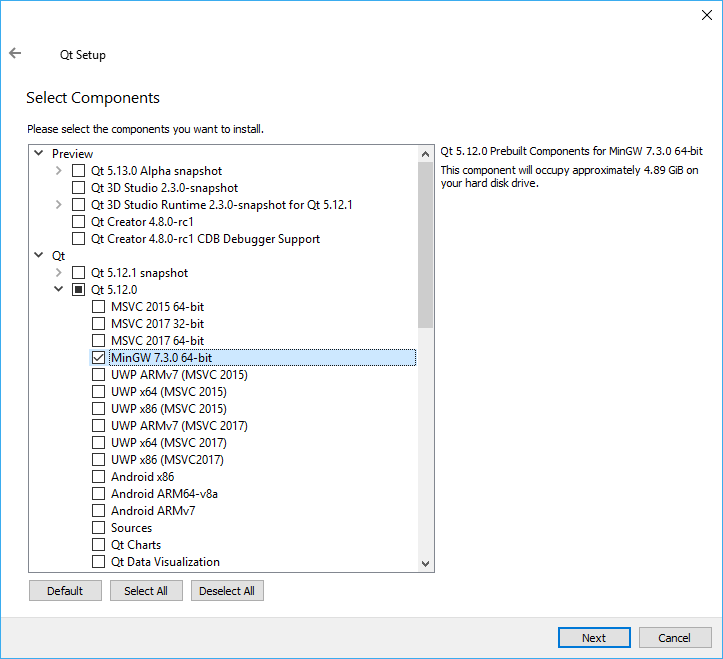 Qt Setup
Select Components
Please select the components you want to install.
Preview
Qt 5.13.0 Alpha snapshot
Qt 3D Studio 2.3.0-snapshot
Qt 3D Studio Runtime 2.3.0-snapshot for Qt 5.12.1
Qt Creator 4.8.0-rc1
Qt Creator 4.8.0-rc1 CDB Debugger Support
Qt
Qt 5.12.1 snapshot
Qt 5.12.0
MSVC 2015 64-bit
MSVC 2017 32-bit
MSVC 2017 64-bit
MinGW 7.3.0 64-bit
UWP ARMv7 (MSVC 2015)
UWP x64 (MSVC 2015)
UWP x86 (MSVC 2015)
UWP ARMv7 (MSVC 2017)
UWP x64 (MSVC 2017)
UWP x86 (MSVC2017)
Android x86
Android ARM64-v8a
Android ARMv7
Sources
Qt Charts
Qt Data Visualization
Qt 5.12.0 Prebuilt Components for MinGW 7.3.0 64-bit
This component will occupy approximately 4.89 GiB on
your hard disk drive.
Default
Select All
Deselect All
Next
Cancel